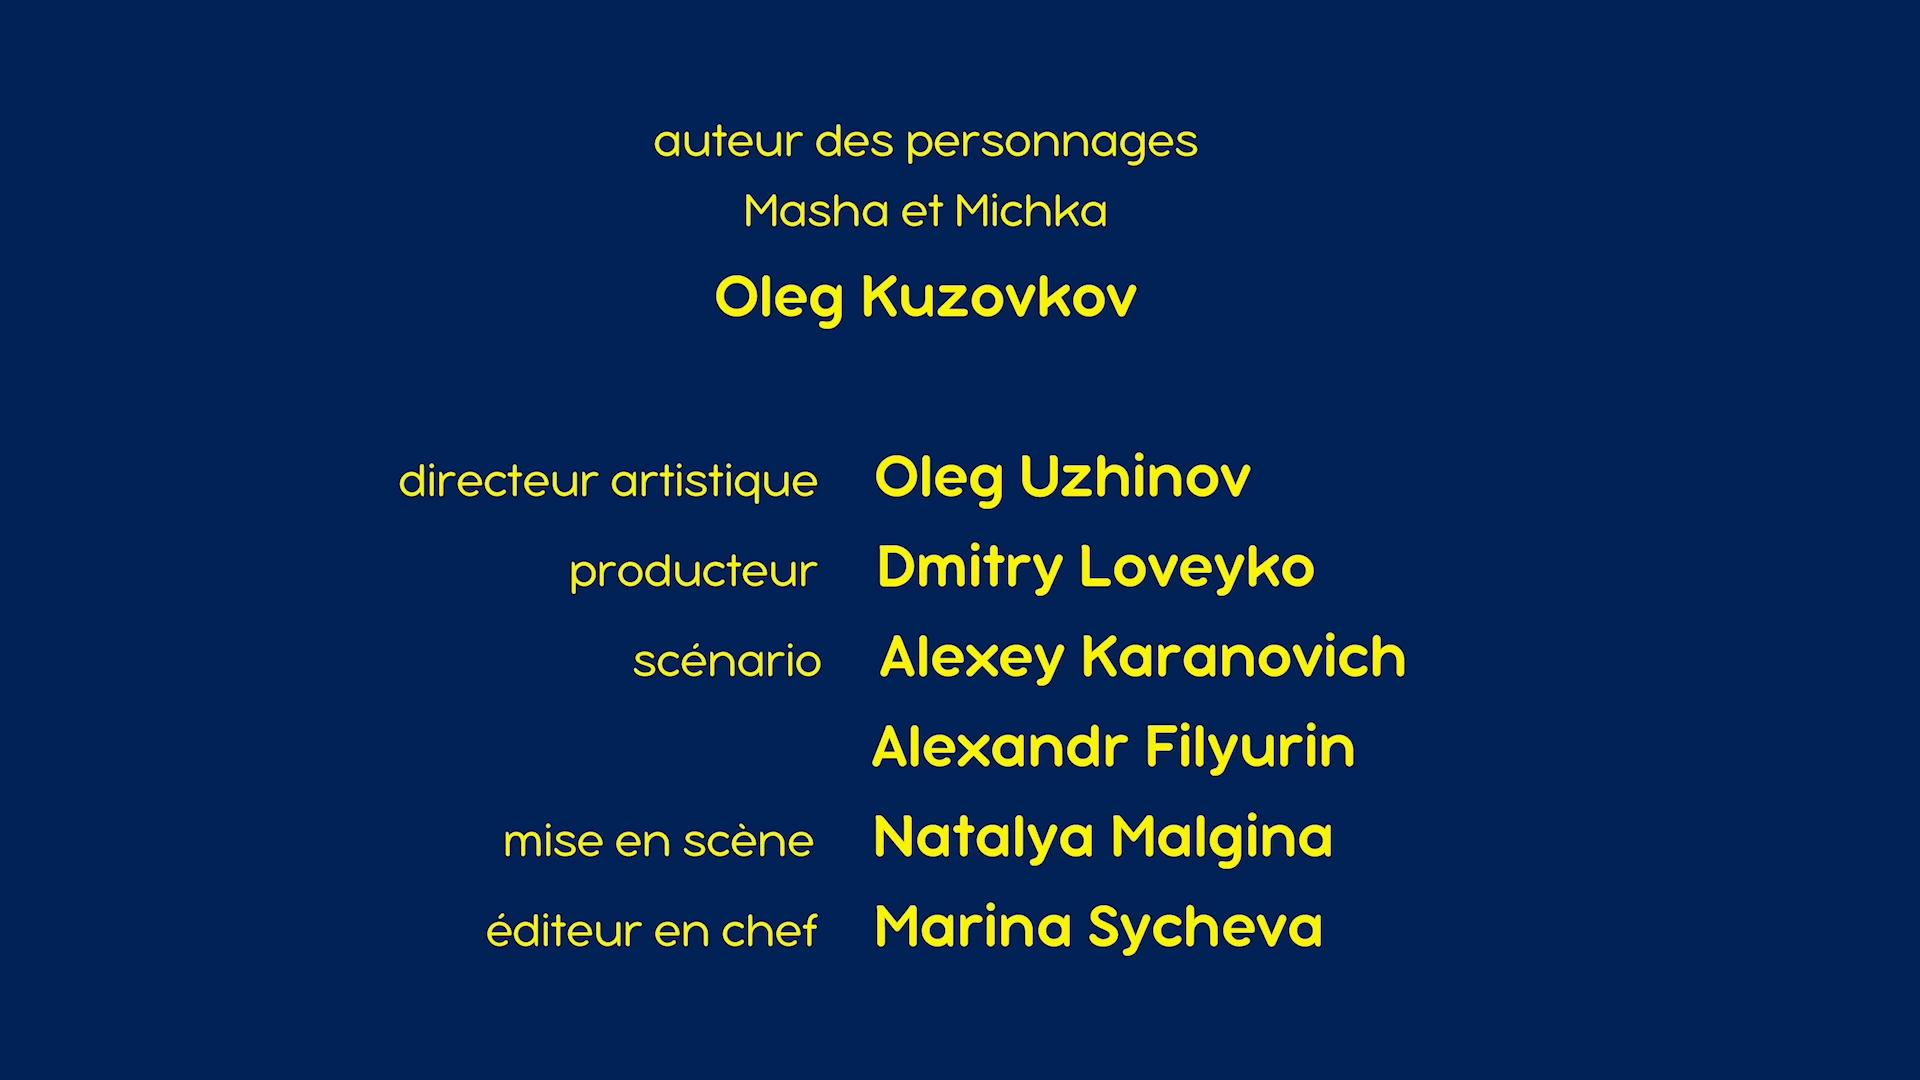 auteur des personnages
Masha et Michka
Oleg Kuzovkov
directeur artistique Oleg Uzhinov
producteur Dmitry Loveyko
scénario Alexey Karanovich
Alexandr Filyurin
mise en scène Natalya Malgina
éditeur en chef Marina Sycheva